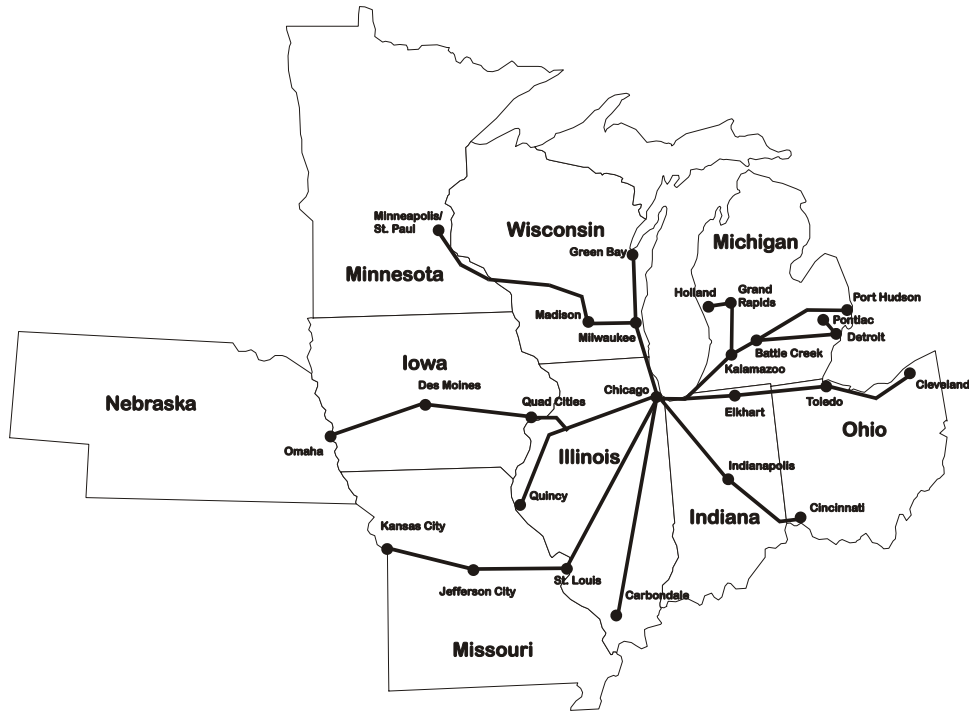 Minneapolis/
St. Paul
Wisconsin
Green Bay
Michigan
Minnesota
Holland
Grand
Rapids
Port Hudson
Madison
Pontiac
Milwaukee
Detroit
Battle Creek
Iowa
Kalamazoo
Des Moines
Chicago
Cleveland
Nebraska
Quad Cities
Elkhart
Toledo
Ohio
Omaha
Illinois
Indianapolis
Quincy
Cincinnati
Indiana
Kansas City
St. Louis
Jefferson City
Carbondale
Missouri